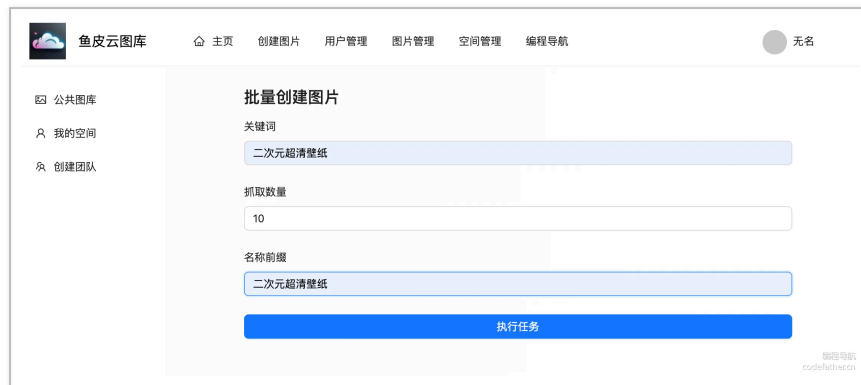 鱼皮云图库
主页 创建图片 用户管理 图片管理 空间管理 编程导航
无名
公共图库
我的空间
创建团队
批量创建图片
关键词
二次元超清壁纸
抓取数量
10
名称前缀
二次元超清壁纸
执行任务
编程导航
codefather.cn